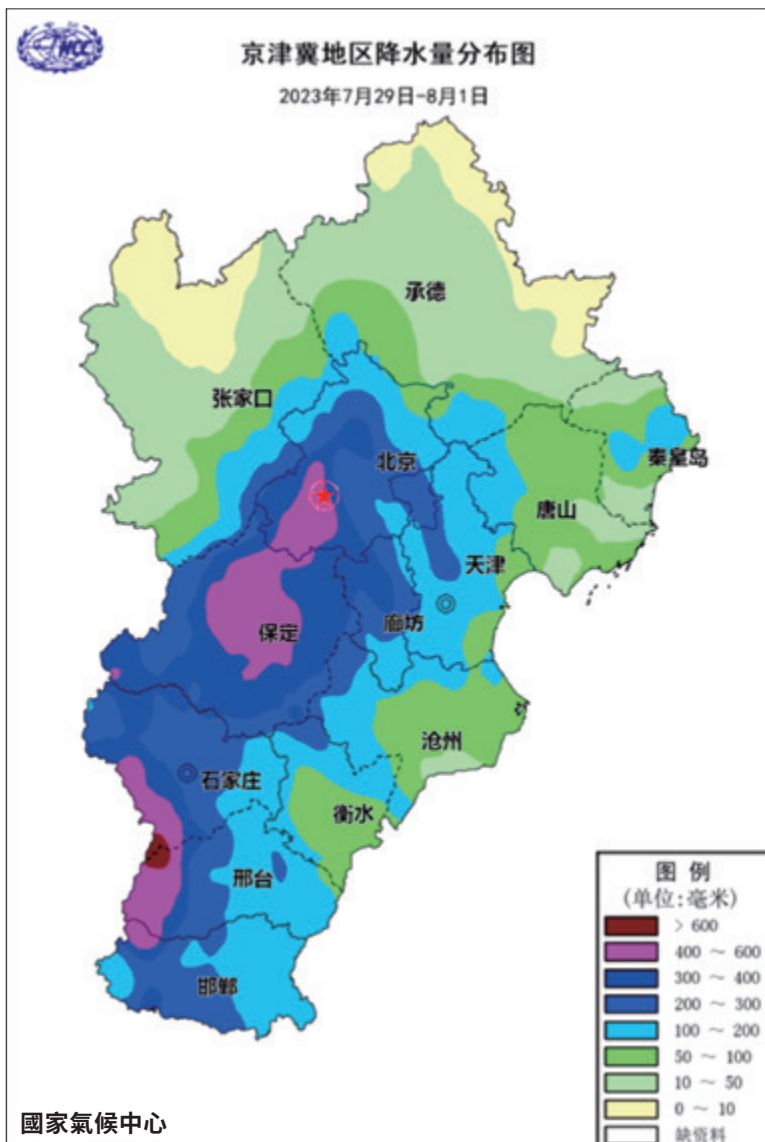 NCC
京津冀地区降水量分布图
2023年7月29日-8月1日
承德
张家口
北京
秦皇岛
唐山
天津
廊坊
保定
沧州
石家庄
衡水
邢台
邯郸
图 例
(单位:毫米)
> 600
400 ～ 600
300 ～ 400
200 ～ 300
100 ～ 200
50 ～ 100
10 ～ 50
0 ～ 10
缺资料
國家氣候中心